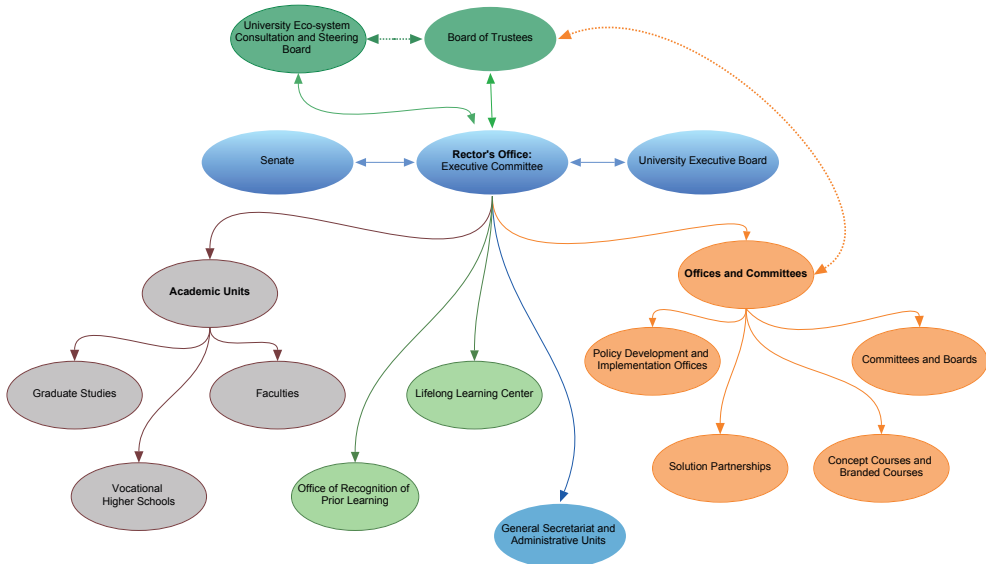 University Eco-system
Consultation and Steering
Board
Board of Trustees
Senate
Rector's Office:
Executive Committee
University Executive Board
Academic Units
Offices and Committees
Policy Development and
Implementation Offices
Committees and Boards
Graduate Studies
Faculties
Lifelong Learning Center
Solution Partnerships
Concept Courses and
Branded Courses
Vocational
Higher Schools
Office of Recognition of
Prior Learning
General Secretariat and
Administrative Units